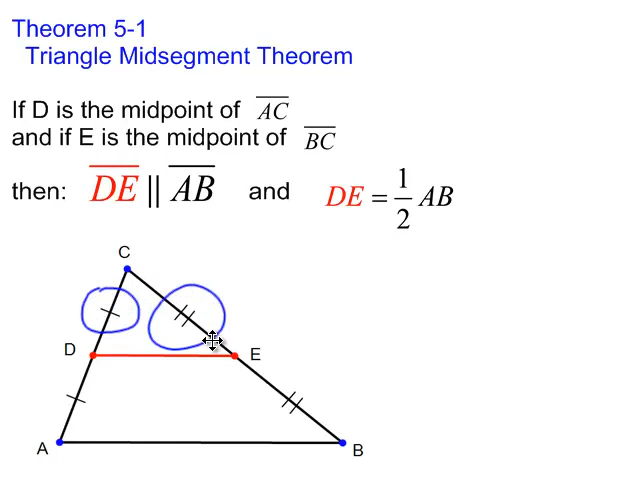 Theorem 5-1
Triangle Midsegment Theorem
If D is the midpoint of AC
and if E is the midpoint of BC
then: DE || AB and DE = 1/2 AB
C
D E
A B